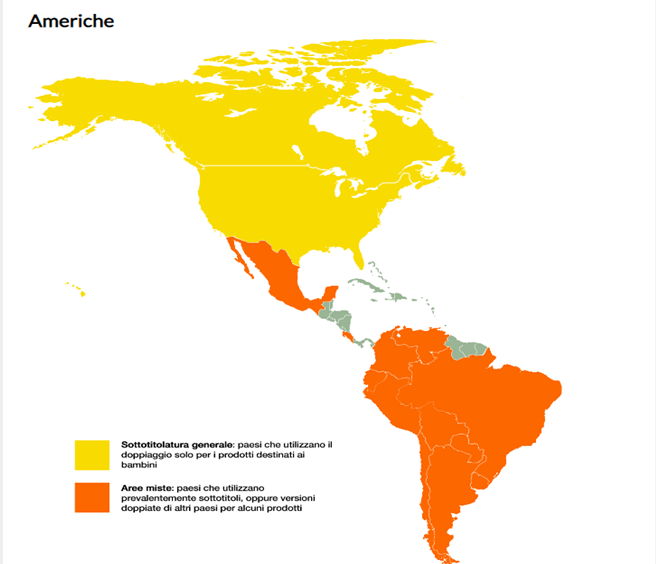 Americhe
Sottotitolatura generale: paesi che utilizzano il
doppiaggio solo per i prodotti destinati ai
bambini
Aree miste: paesi che utilizzano
prevalentemente sottotitoli, oppure versioni
doppiate di altri paesi per alcuni prodotti